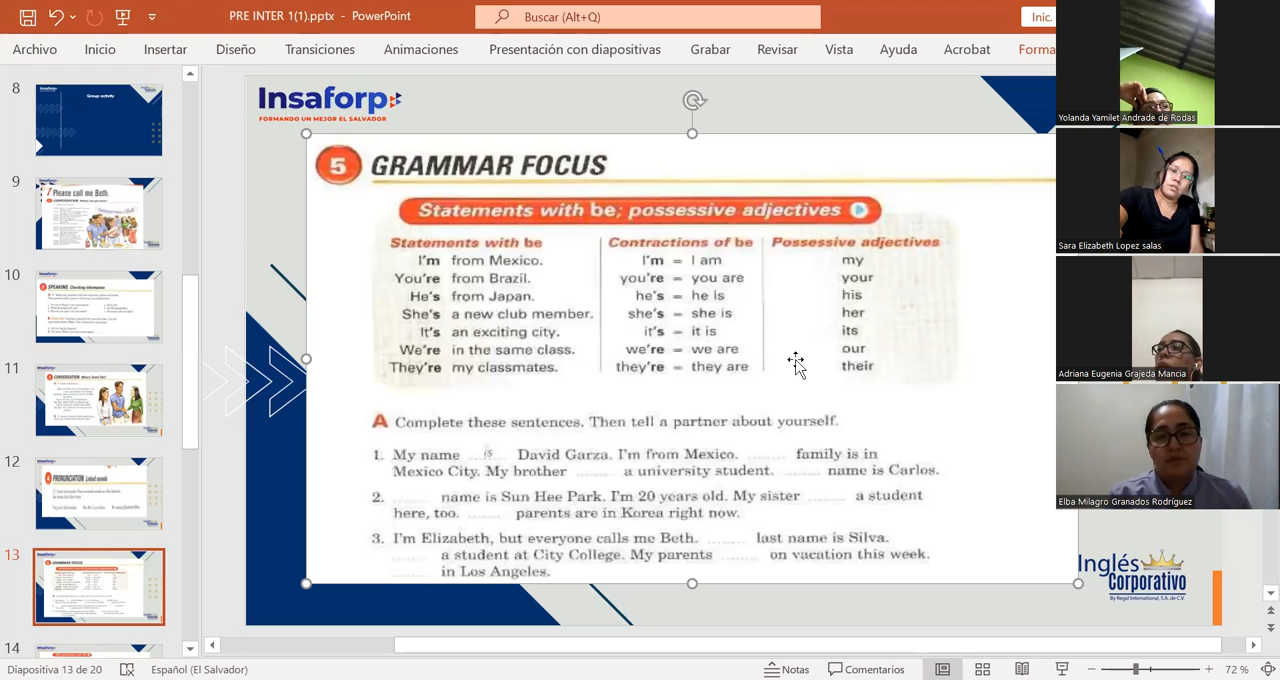 PRE INTER 1(1).pptx - PowerPoint
Buscar (Alt+Q)
Inic.
Archivo Inicio Insertar Diseño Transiciones Animaciones Presentación con diapositivas Grabar Revisar Vista Ayuda Acrobat Forma
8
Group activity
9
Please call me Beth.
10
SPEAKING Checking information
11
12
PRONUNCIATION Linked sounds
13
14
Insaforp
FORMANDO UN MEJOR EL SALVADOR
5 GRAMMAR FOCUS
Statements with be; possessive adjectives
Statements with be Contractions of be Possessive adjectives
I'm from Mexico. I'm = I am my
You're from Brazil. you're = you are your
He's from Japan. he's = he is his
She's a new club member. she's = she is her
It's an exciting city. it's = it is its
We're in the same class. we're = we are our
They're my classmates. they're = they are their
A Complete these sentences. Then tell a partner about yourself.
1. My name is David Garza. I'm from Mexico. ........ family is in
Mexico City. My brother ........ a university student. ........ name is Carlos.
2. ........ name is Sun Hee Park. I'm 20 years old. My sister ........ a student
here, too. ........ parents are in Korea right now.
3. I'm Elizabeth, but everyone calls me Beth. ........ last name is Silva.
........ a student at City College. My parents ........ on vacation this week.
........ in Los Angeles.
Inglés
Corporativo
By Regal International, S.A. de C.V.
Yolanda Yamilet Andrade de Rodas
Sara Elizabeth Lopez salas
Adriana Eugenia Grajeda Mancia
Elba Milagro Granados Rodríguez
Diapositiva 13 de 20 Español (El Salvador) Notas Comentarios 72 %